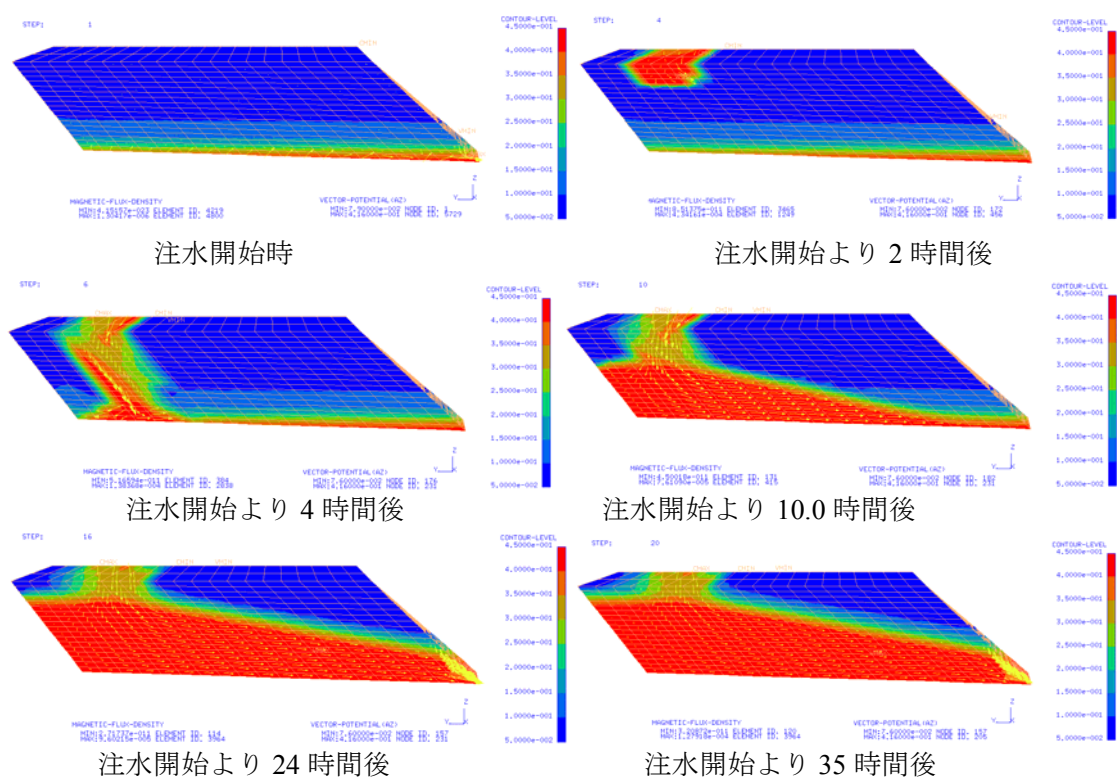 STEP: 1
CONTOUR-LEVEL
4.5000e-001
4.0000e-001
3.5000e-001
3.0000e-001
2.5000e-001
2.0000e-001
1.5000e-001
1.0000e-001
5.0000e-002
MAGNETIC-FLUX-DENSITY
VECTOR-POTENTIAL(AZ)
Z
Y
X
注水開始時
STEP: 4
CONTOUR-LEVEL
4.5000e-001
4.0000e-001
3.5000e-001
3.0000e-001
2.5000e-001
2.0000e-001
1.5000e-001
1.0000e-001
5.0000e-002
MAGNETIC-FLUX-DENSITY
VECTOR-POTENTIAL(AZ)
Z
Y
X
注水開始より 2 時間後
STEP: 6
CONTOUR-LEVEL
4.5000e-001
4.0000e-001
3.5000e-001
3.0000e-001
2.5000e-001
2.0000e-001
1.5000e-001
1.0000e-001
5.0000e-002
MAGNETIC-FLUX-DENSITY
VECTOR-POTENTIAL(AZ)
Z
Y
X
注水開始より 4 時間後
STEP: 10
CONTOUR-LEVEL
4.5000e-001
4.0000e-001
3.5000e-001
3.0000e-001
2.5000e-001
2.0000e-001
1.5000e-001
1.0000e-001
5.0000e-002
MAGNETIC-FLUX-DENSITY
VECTOR-POTENTIAL(AZ)
Z
Y
X
注水開始より 10.0 時間後
STEP: 16
CONTOUR-LEVEL
4.5000e-001
4.0000e-001
3.5000e-001
3.0000e-001
2.5000e-001
2.0000e-001
1.5000e-001
1.0000e-001
5.0000e-002
MAGNETIC-FLUX-DENSITY
VECTOR-POTENTIAL(AZ)
Z
Y
X
注水開始より 24 時間後
STEP: 20
CONTOUR-LEVEL
4.5000e-001
4.0000e-001
3.5000e-001
3.0000e-001
2.5000e-001
2.0000e-001
1.5000e-001
1.0000e-001
5.0000e-002
MAGNETIC-FLUX-DENSITY
VECTOR-POTENTIAL(AZ)
Z
Y
X
注水開始より 35 時間後